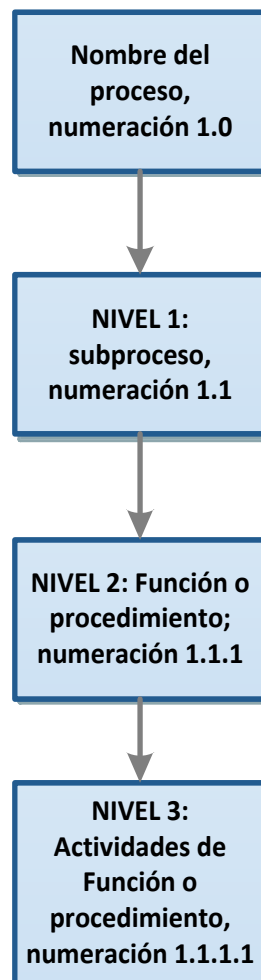 Nombre del
proceso,
numeración 1.0
NIVEL 1:
subproceso,
numeración 1.1
NIVEL 2: Función o
procedimiento;
numeración 1.1.1
NIVEL 3:
Actividades de
Función o
procedimiento,
numeración 1.1.1.1